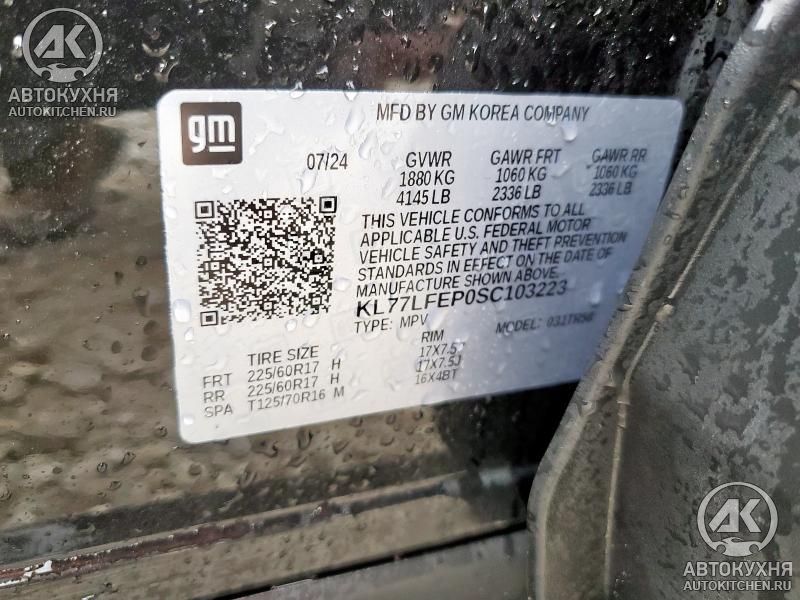 AK
АВТОКУХНЯ
AUTOKITCHEN.RU
gm
MFD BY GM KOREA COMPANY
07/24 GVWR GAWR FRT GAWR RR
1880 KG 1060 KG 1060 KG
4145 LB 2336 LB 2336 LB
THIS VEHICLE CONFORMS TO ALL
APPLICABLE U.S. FEDERAL MOTOR
VEHICLE SAFETY AND THEFT PREVENTION
STANDARDS IN EFFECT ON THE DATE OF
MANUFACTURE SHOWN ABOVE.
KL77LFEP0SC103223
TYPE: MPV MODEL:
TIRE SIZE RIM
FRT 225/60R17 H 17X7.5J
RR 225/60R17 H 17X7.5J
SPA T125/70R16 M 16X4BT
AK
АВТОКУХНЯ
AUTOKITCHEN.RU